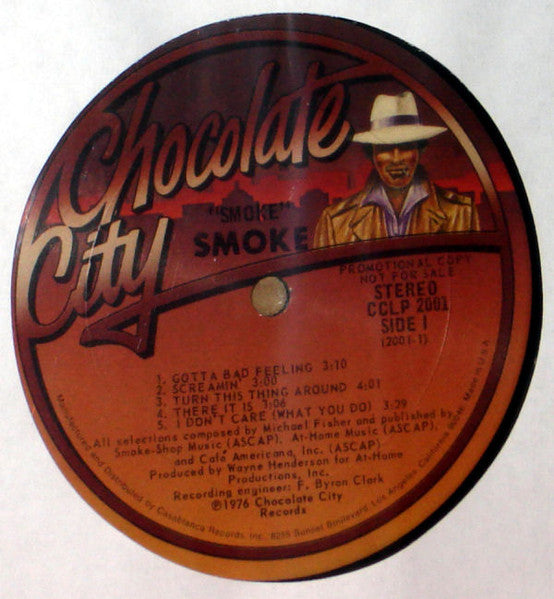 Chocolate
City
"SMOKE"
SMOKE
PROMOTIONAL COPY
NOT FOR SALE
STEREO
CCLP 2001
SIDE 1
(2001-1)
1. GOTTA BAD FEELING 3:10
2. SCREAMIN' 3:00
3. TURN THIS THING AROUND 4:01
4. THERE IT IS 3:06
5. I DON'T CARE (WHAT YOU DO) 3:29
All selections composed by Michael Fisher and published by
Smoke-Shop Music (ASCAP), At-Home Music (ASCAP),
and Café Americana, Inc. (ASCAP)
Produced by Wayne Henderson for At-Home
Productions, Inc.
Recording engineer: F. Byron Clark
℗1976 Chocolate City
Records
Manufactured and Distributed by Casablanca Records, Inc. 8255 Sunset Boulevard, Los Angeles, California 90046, Made in U.S.A.